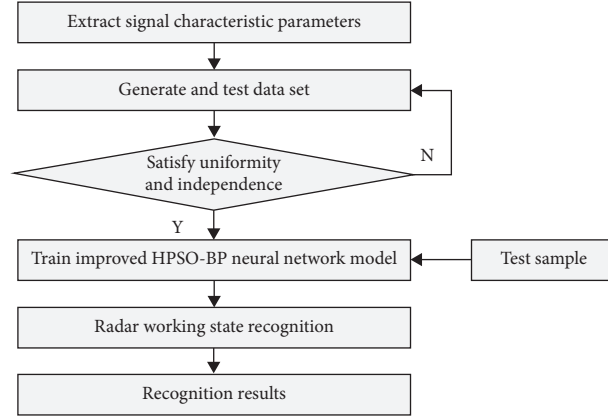 Extract signal characteristic parameters
Generate and test data set
Satisfy uniformity
and independence
N
Y
Train improved HPSO-BP neural network model
Test sample
Radar working state recognition
Recognition results